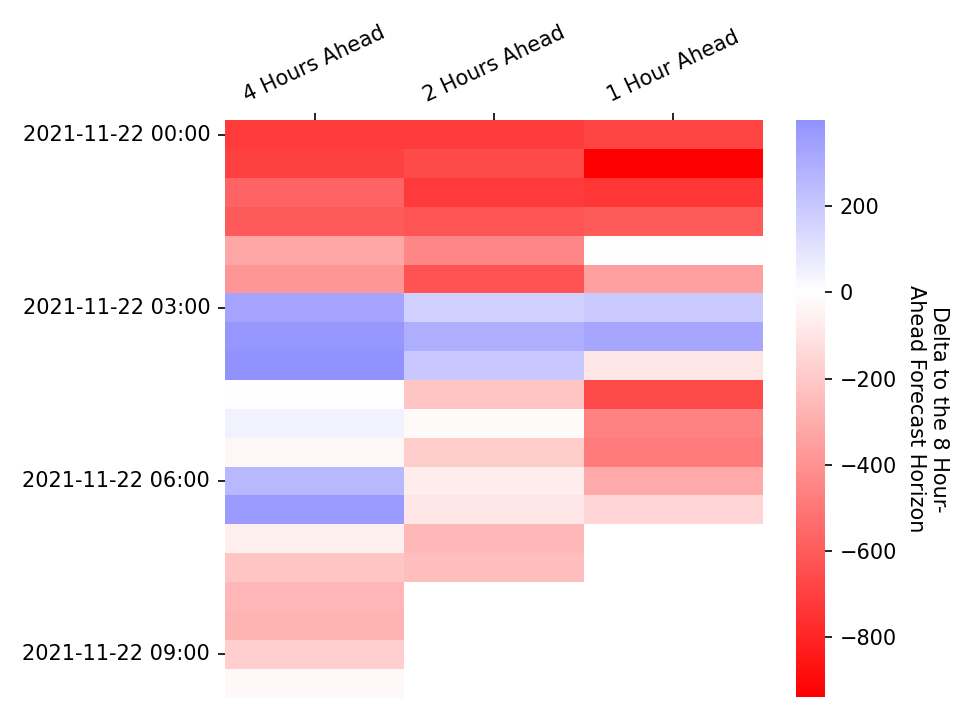 4 Hours Ahead
2 Hours Ahead
1 Hour Ahead
2021-11-22 00:00
2021-11-22 03:00
2021-11-22 06:00
2021-11-22 09:00
200
0
−200
−400
−600
−800
Delta to the 8 Hour-
Ahead Forecast Horizon